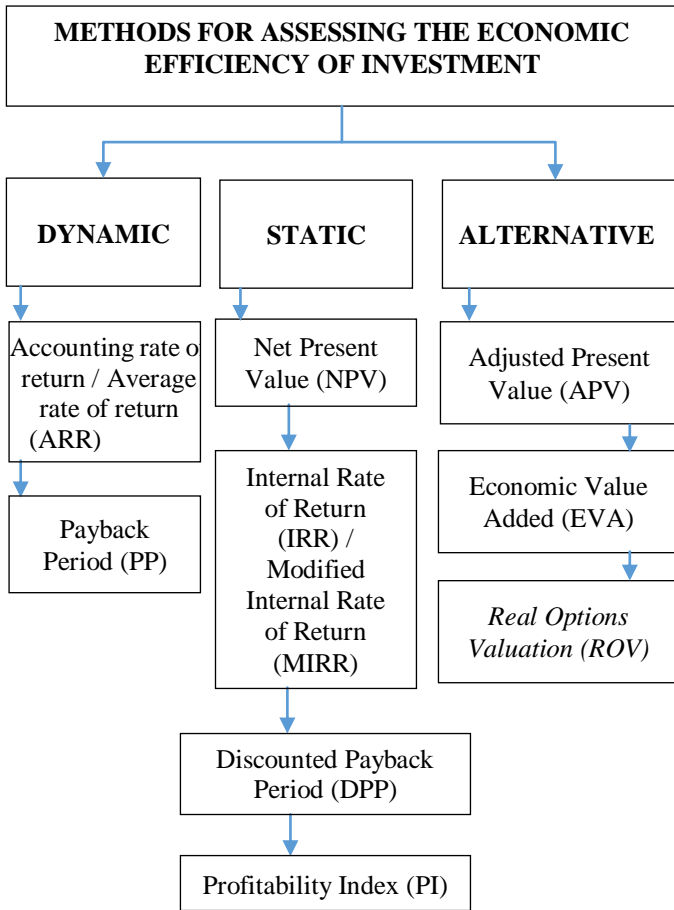 METHODS FOR ASSESSING THE ECONOMIC
EFFICIENCY OF INVESTMENT
DYNAMIC
STATIC
ALTERNATIVE
Accounting rate of
return / Average
rate of return
(ARR)
Payback
Period (PP)
Net Present
Value (NPV)
Internal Rate
of Return
(IRR) /
Modified
Internal Rate
of Return
(MIRR)
Discounted Payback
Period (DPP)
Profitability Index (PI)
Adjusted Present
Value (APV)
Economic Value
Added (EVA)
Real Options
Valuation (ROV)